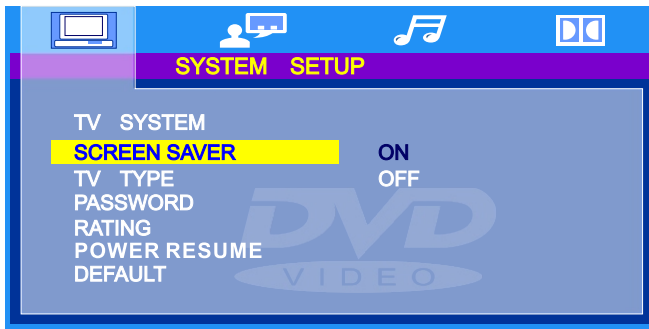 SYSTEM SETUP
TV SYSTEM
SCREEN SAVER ON
TV TYPE OFF
PASSWORD
RATING
POWER RESUME
DEFAULT
DVD
VIDEO